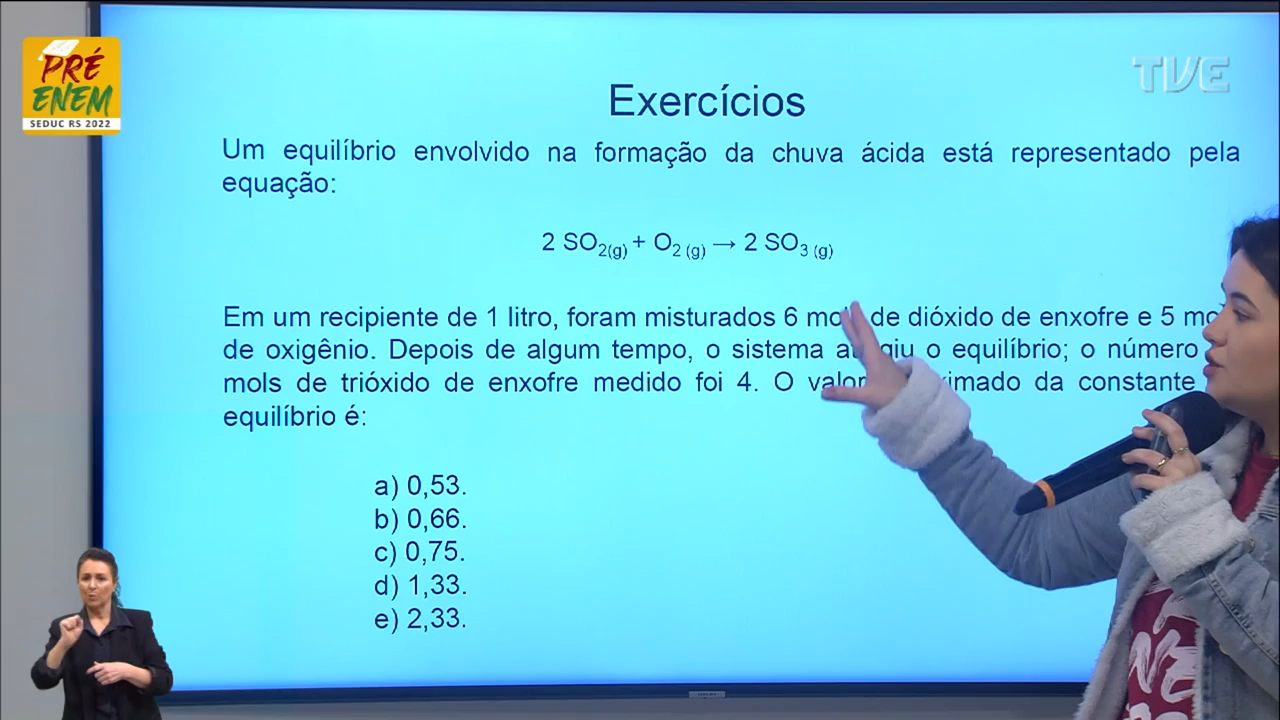 PRÉ
ENEM
SEDUC RS 2022
TVE
Exercícios
Um equilíbrio envolvido na formação da chuva ácida está representado pela
equação:
2 SO2(g) + O2 (g) → 2 SO3 (g)
Em um recipiente de 1 litro, foram misturados 6 de dióxido de enxofre e 5
de oxigênio. Depois de algum tempo, o sistema o equilíbrio; o número
mols de trióxido de enxofre medido foi 4. O valor da constante
equilíbrio é:
a) 0,53.
b) 0,66.
c) 0,75.
d) 1,33.
e) 2,33.